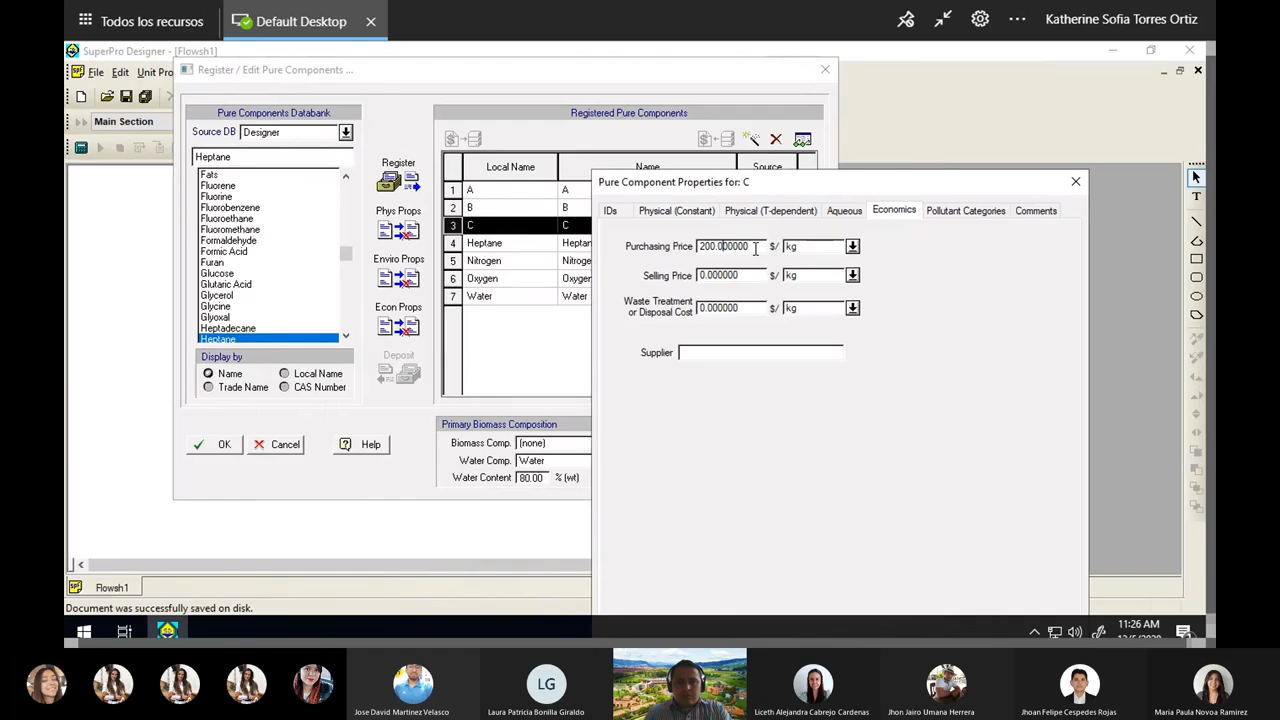 Todos los recursos
Default Desktop
Katherine Sofia Torres Ortiz
SuperPro Designer - [Flowsh1]
File Edit Unit Pro
Main Section
Register / Edit Pure Components ...
Pure Components Databank
Source DB Designer
Heptane
Fats
Fluorene
Fluorine
Fluorobenzene
Fluoroethane
Fluoromethane
Formaldehyde
Formic Acid
Furan
Glucose
Glutaric Acid
Glycerol
Glycine
Glyoxal
Heptadecane
Heptane
Display by
Name Local Name
Trade Name CAS Number
OK Cancel Help
Register
Phys Props
Enviro Props
Econ Props
Deposit
Registered Pure Components
Local Name Name Source
1 A A
2 B B
3 C C
4 Heptane Heptan
5 Nitrogen Nitroger
6 Oxygen Oxygen
7 Water Water
Primary Biomass Composition
Biomass Comp. (none)
Water Comp. Water
Water Content 80.00 % (wt)
Pure Component Properties for: C
IDs Physical (Constant) Physical (T-dependent) Aqueous Economics Pollutant Categories Comments
Purchasing Price 200.000000 $/ kg
Selling Price 0.000000 $/ kg
Waste Treatment
or Disposal Cost 0.000000 $/ kg
Supplier
Flowsh1
Document was successfully saved on disk.
11:26 AM
LG
Jose David Martinez Velasco
Laura Patricia Bonilla Giraldo
Liceth Alejandra Cabrejo Cardenas
Jhon Jairo Umana Herrera
Jhoan Felipe Cespedes Rojas
Maria Paula Novoa Ramirez